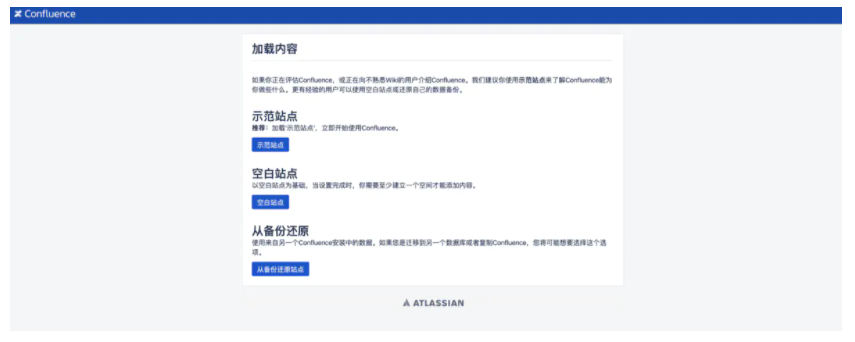 Confluence
加载内容
如果你正在评估Confluence，或正在向不熟悉Wiki的用户介绍Confluence。我们建议你使用示范站点来了解Confluence能为
你做些什么。更有经验的用户可以使用空白站点或还原自己的数据备份。
示范站点
推荐：加载'示范站点'，立即开始使用Confluence。
示范站点
空白站点
以空白站点为基础。当设置完成时，你需要至少建立一个空间才能添加内容。
空白站点
从备份还原
使用来自另一个Confluence安装中的数据。如果您是迁移到另一个数据库或者复制Confluence，您将可能想要选择这个选
项。
从备份还原站点
ATLASSIAN